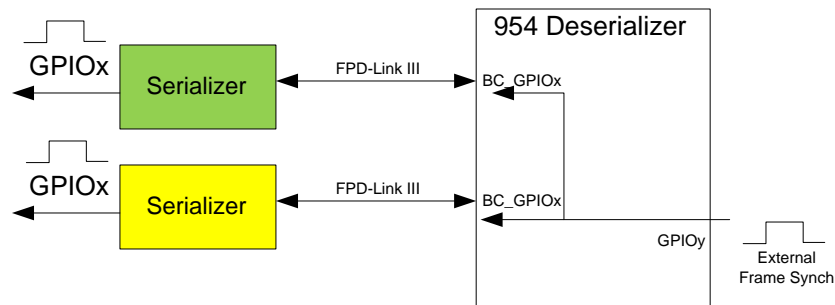 954 Deserializer
GPIOx
Serializer
FPD-Link III
BC_GPIOx
GPIOx
Serializer
FPD-Link III
BC_GPIOx
GPIOy
External
Frame Synch